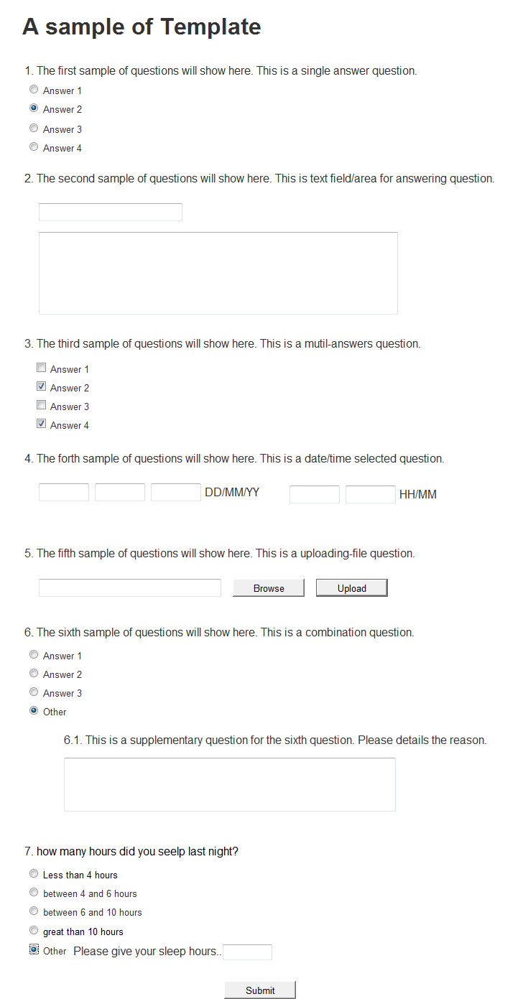 A sample of Template
1. The first sample of questions will show here. This is a single answer question.
Answer 1
Answer 2
Answer 3
Answer 4
2. The second sample of questions will show here. This is text field/area for answering question.
3. The third sample of questions will show here. This is a mutil-answers question.
Answer 1
Answer 2
Answer 3
Answer 4
4. The forth sample of questions will show here. This is a date/time selected question.
DD/MM/YY HH/MM
5. The fifth sample of questions will show here. This is a uploading-file question.
Browse Upload
6. The sixth sample of questions will show here. This is a combination question.
Answer 1
Answer 2
Answer 3
Other
6.1. This is a supplementary question for the sixth question. Please details the reason.
7. how many hours did you seelp last night?
Less than 4 hours
between 4 and 6 hours
between 6 and 10 hours
great than 10 hours
Other Please give your sleep hours..
Submit